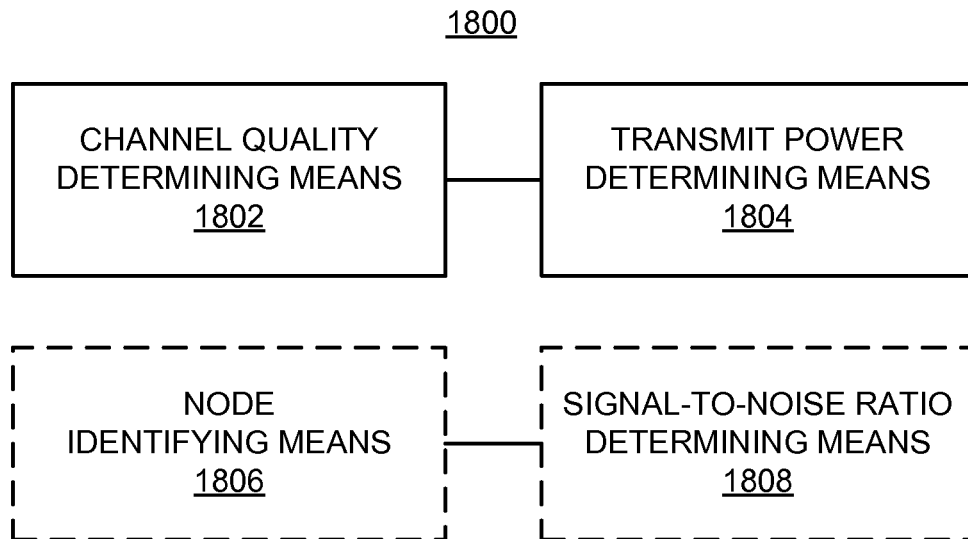 1800
CHANNEL QUALITY
DETERMINING MEANS
1802
TRANSMIT POWER
DETERMINING MEANS
1804
NODE
IDENTIFYING MEANS
1806
SIGNAL-TO-NOISE RATIO
DETERMINING MEANS
1808